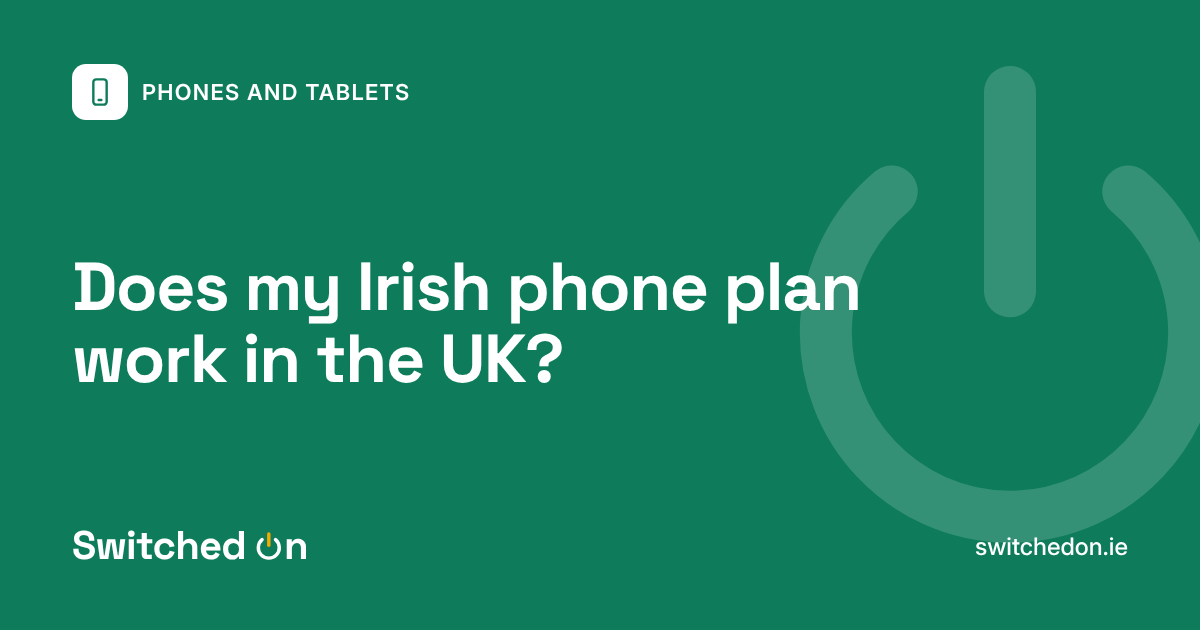 PHONES AND TABLETS
Does my Irish phone plan
work in the UK?
Switched On
switchedon.ie